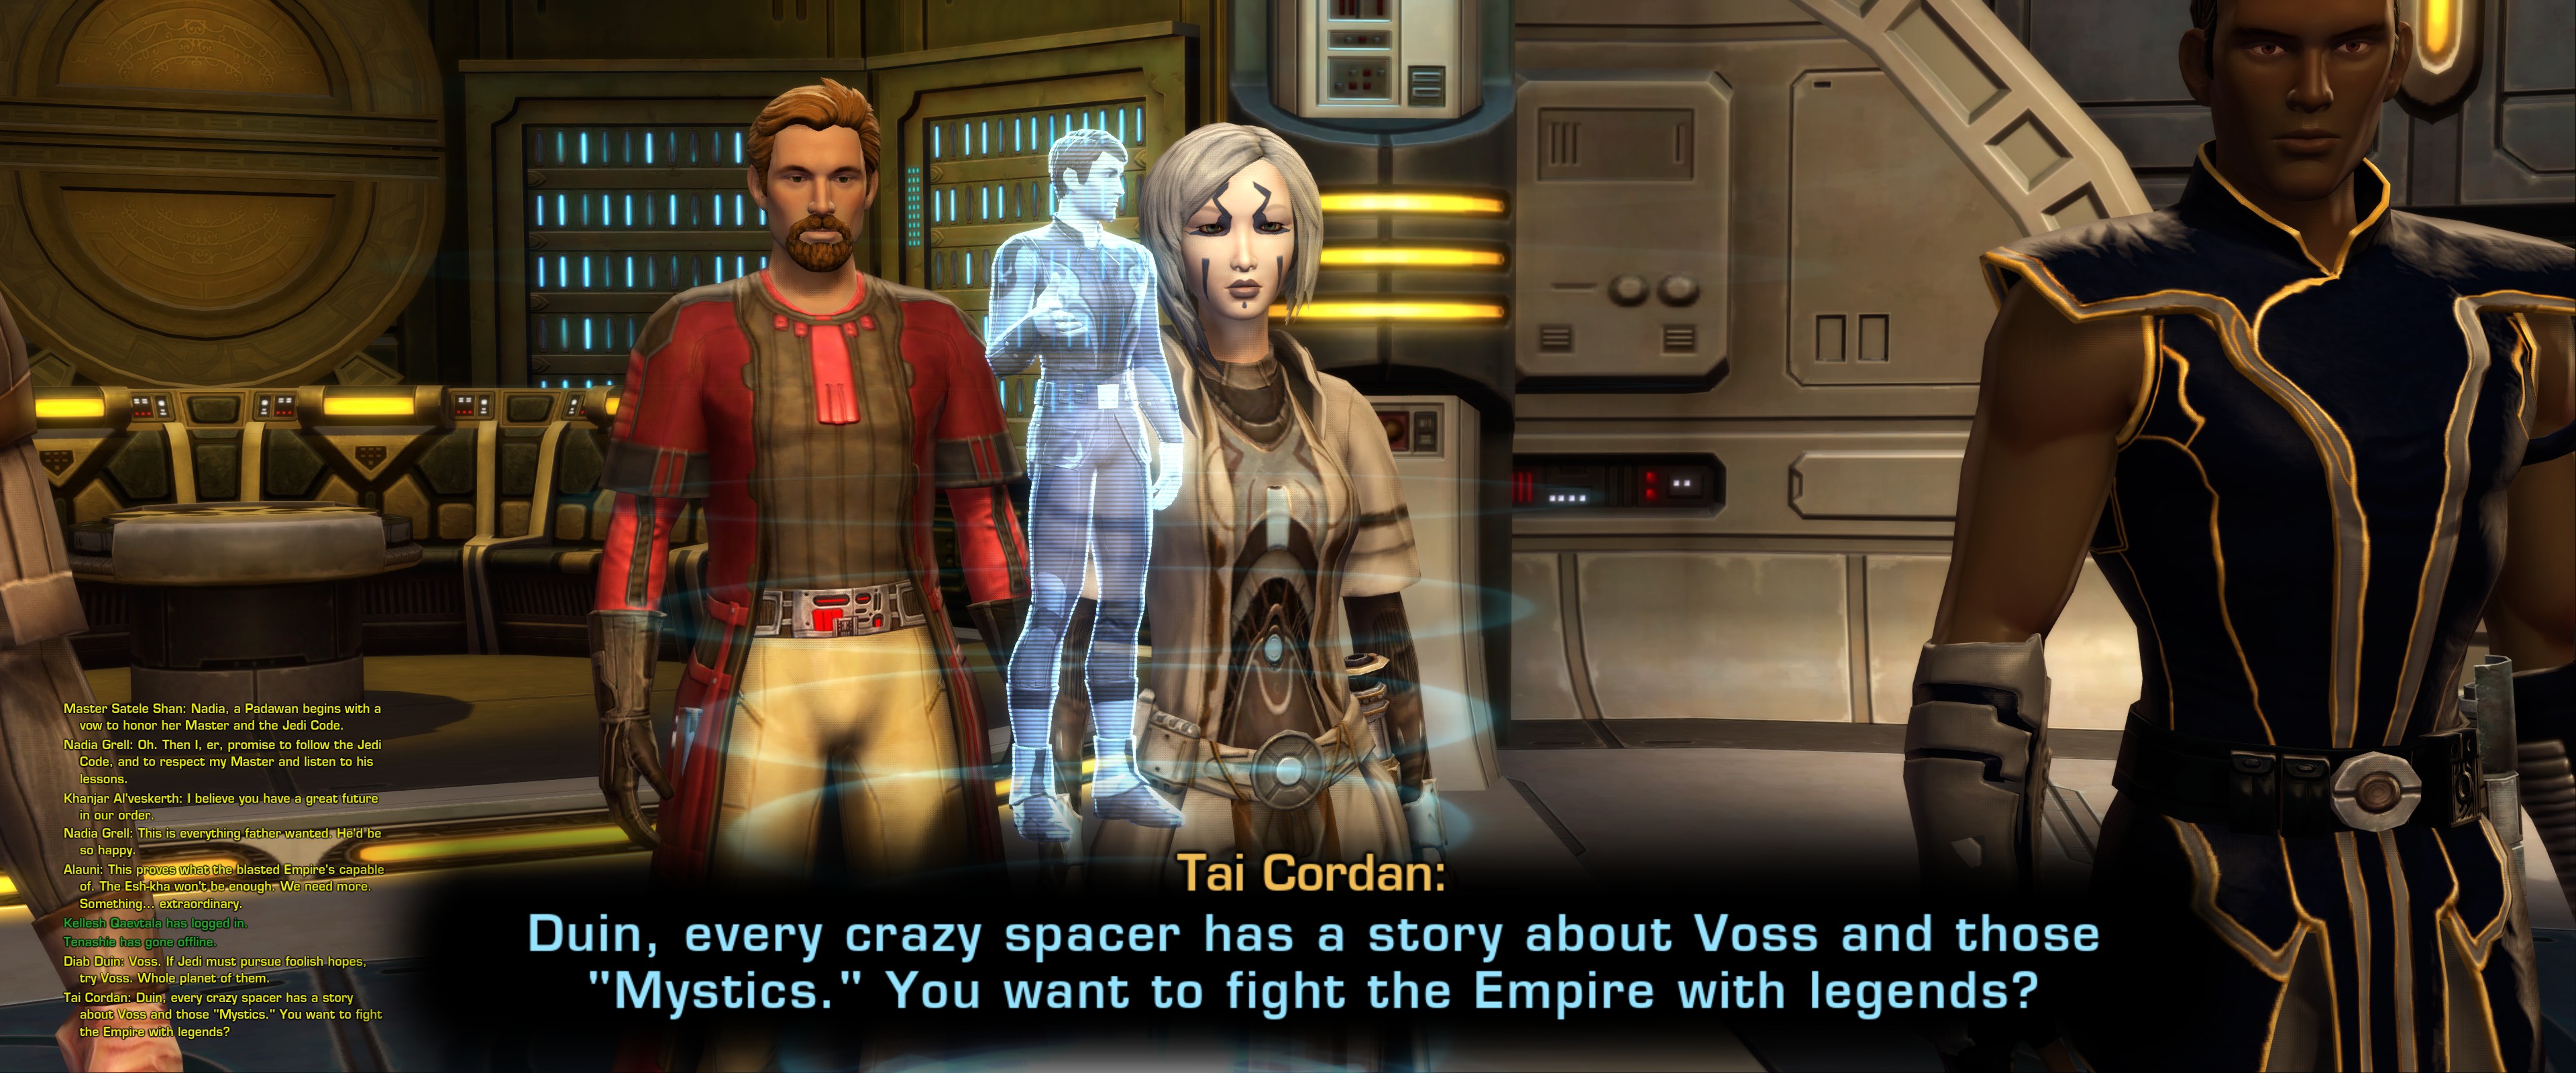 Master Satele Shan: Nadia, a Padawan begins with a
vow to honor her Master and the Jedi Code.
Nadia Grell: Oh. Then I, er, promise to follow the Jedi
Code, and to respect my Master and listen to his
lessons.
Khanjar Al'veskerth: I believe you have a great future
in our order.
Nadia Grell: This is everything father wanted. He'd be
so happy.
Alauni: This proves what the blasted Empire's capable
of. The Esh-kha won't be enough. We need more.
Something... extraordinary.
Kellesh Qaevtala has logged in.
Tenashie has gone offline.
Diab Duin: Voss. If Jedi must pursue foolish hopes,
try Voss. Whole planet of them.
Tai Cordan: Duin, every crazy spacer has a story
about Voss and those "Mystics." You want to fight
the Empire with legends?
Tai Cordan:
Duin, every crazy spacer has a story about Voss and those
"Mystics." You want to fight the Empire with legends?